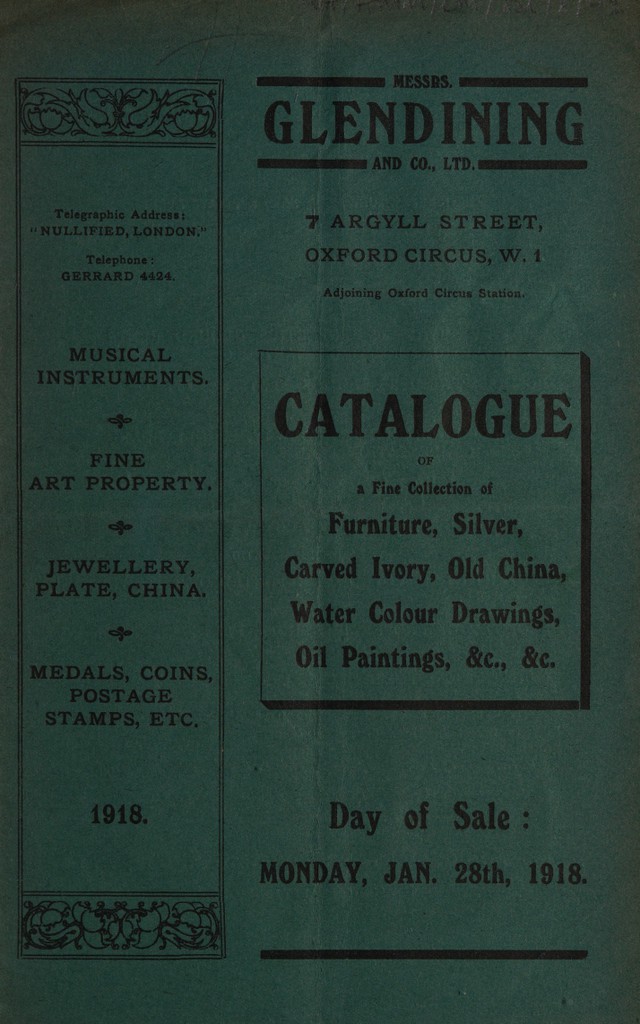 MESSRS.
GLENDINING
AND CO., LTD.
7 ARGYLL STREET,
OXFORD CIRCUS, W. 1
Adjoining Oxford Circus Station.
Telegraphic Address:
"NULLIFIED, LONDON."
Telephone:
GERRARD 4424.
MUSICAL
INSTRUMENTS.
FINE
ART PROPERTY.
JEWELLERY,
PLATE, CHINA.
MEDALS, COINS,
POSTAGE
STAMPS, ETC.
1918.
CATALOGUE
OF
a Fine Collection of
Furniture, Silver,
Carved Ivory, Old China,
Water Colour Drawings,
Oil Paintings, &c., &c.
Day of Sale :
MONDAY, JAN. 28th, 1918.